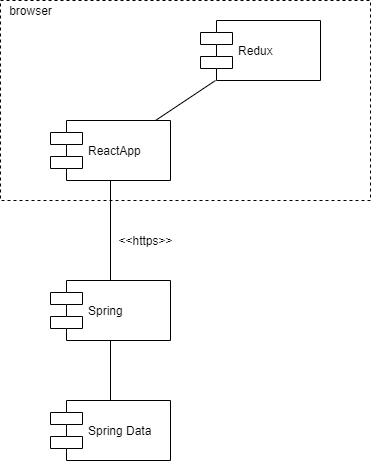 browser
Redux
ReactApp
<<https>>
Spring
Spring Data